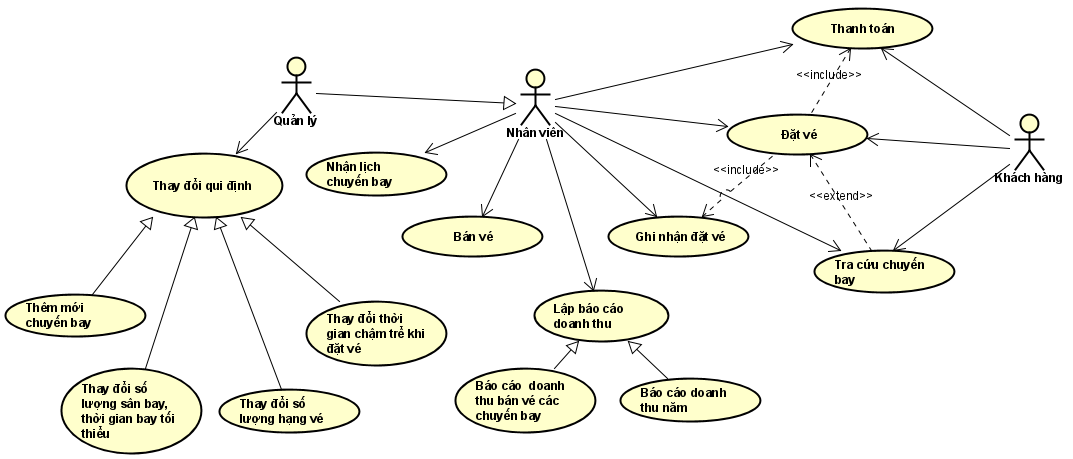 Thanh toán
<<include>>
Quản lý
Nhân viên
Đặt vé
Khách hàng
Nhận lịch
chuyến bay
<<include>>
Thay đổi qui định
<<extend>>
Bán vé
Ghi nhận đặt vé
Tra cứu chuyến
bay
Thêm mới
chuyến bay
Thay đổi thời
gian chậm trể khi
đặt vé
Lập báo cáo
doanh thu
Thay đổi số
lượng sân bay,
thời gian bay tối
thiểu
Thay đổi số
lượng hạng vé
Báo cáo doanh
thu bán vé các
chuyến bay
Báo cáo doanh
thu năm